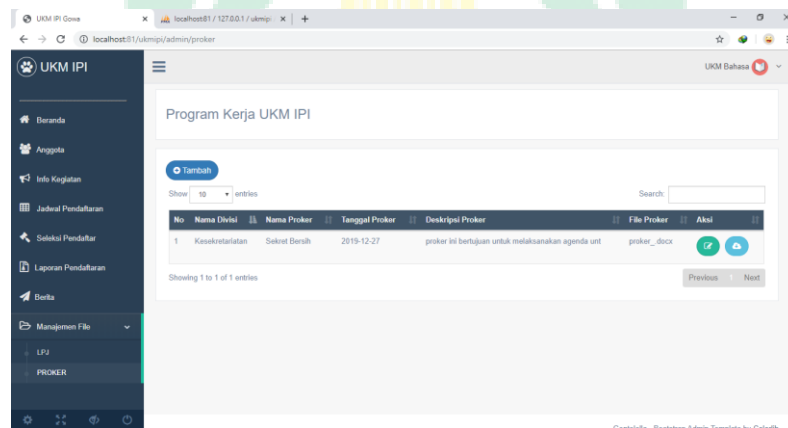 UKM IPI Gowa
localhost:81 / 127.0.0.1 / ukmipi
localhost:81/ukmipi/admin/proker
UKM IPI
UKM Bahasa
Beranda
Anggota
Info Kegiatan
Jadwal Pendaftaran
Seleksi Pendaftar
Laporan Pendaftaran
Berita
Manajemen File
LPJ
PROKER
Program Kerja UKM IPI
Tambah
Show 10 entries
Search:
No Nama Divisi Nama Proker Tanggal Proker Deskripsi Proker File Proker Aksi
1 Kesekretariatan Sekret Bersih 2019-12-27 proker ini bertujuan untuk melaksanakan agenda unt proker_.docx
Showing 1 to 1 of 1 entries
Previous 1 Next